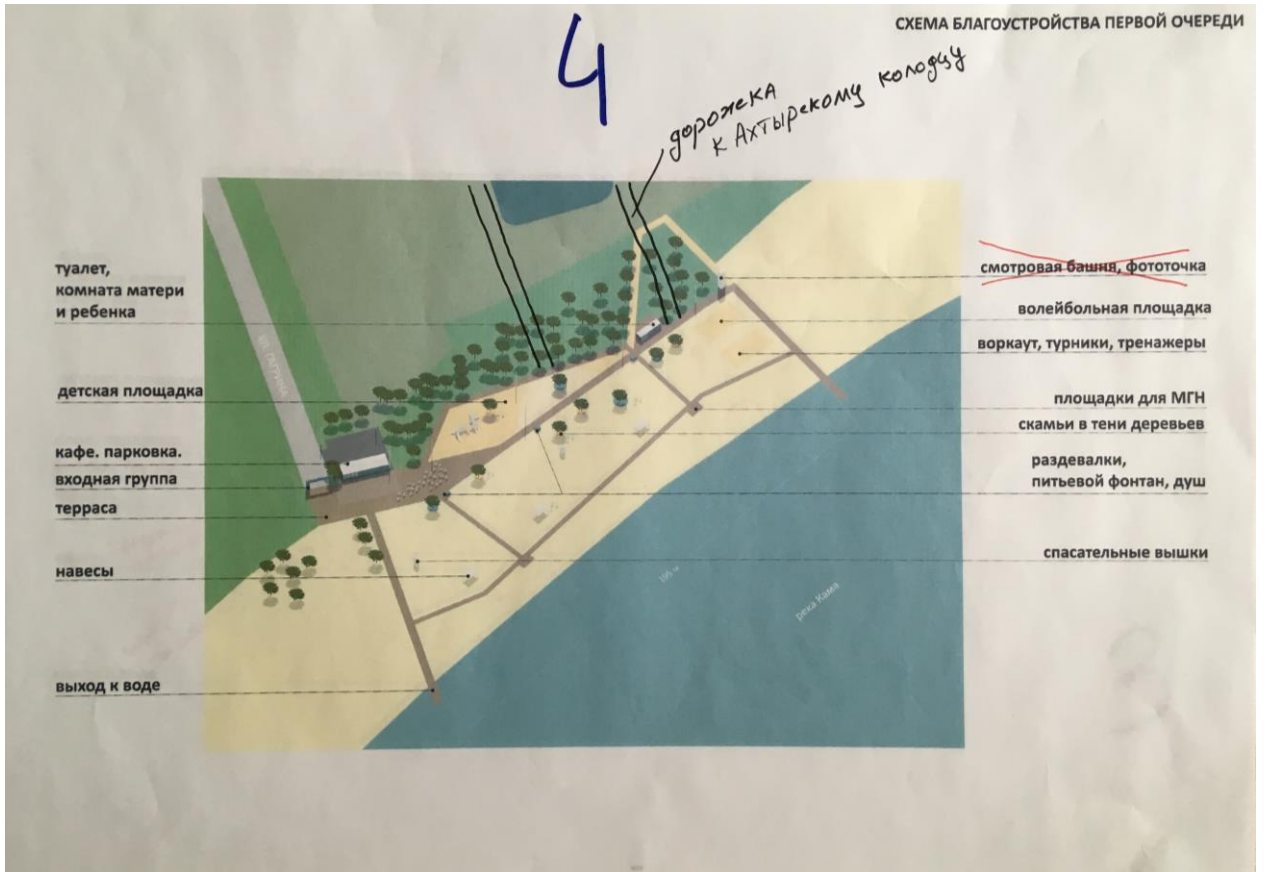 СХЕМА БЛАГОУСТРОЙСТВА ПЕРВОЙ ОЧЕРЕДИ
4
дорожека
к Ахтырскому колодцу
туалет,
комната матери
и ребенка
детская площадка
кафе. парковка.
входная группа
терраса
навесы
выход к воде
смотровая башня, фототочка
волейбольная площадка
воркаут, турники, тренажеры
площадки для МГН
скамьи в тени деревьев
раздевалки,
питьевой фонтан, душ
спасательные вышки
река Кама